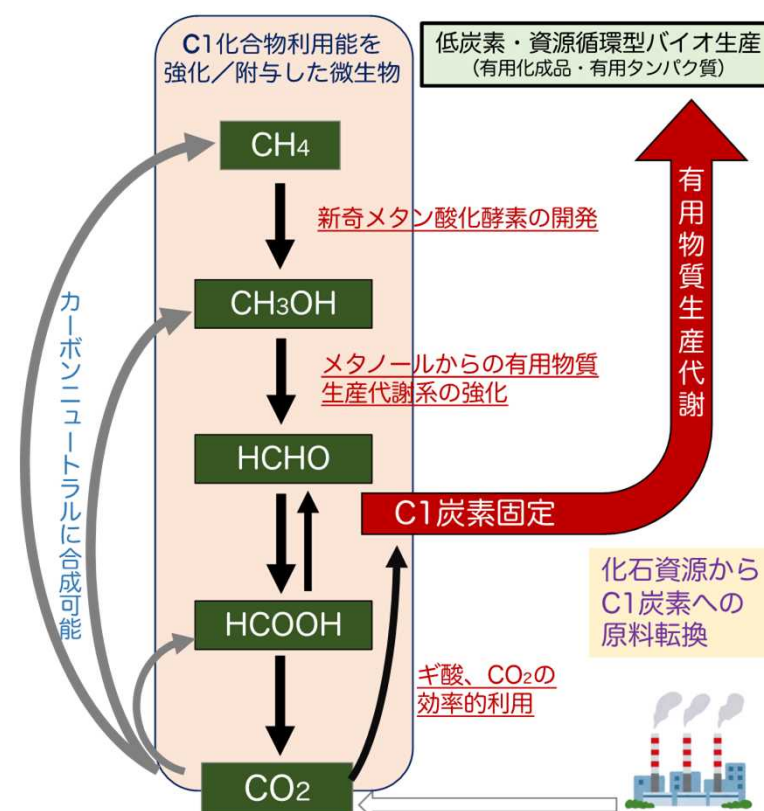 C1化合物利用能を
強化／附与した微生物
低炭素・資源循環型バイオ生産
（有用化成品・有用タンパク質）
CH4
新奇メタン酸化酵素の開発
CH3OH
メタノールからの有用物質
生産代謝系の強化
HCHO
C1炭素固定
有用物質生産代謝
カーボンニュートラルに合成可能
HCOOH
化石資源から
C1炭素への
原料転換
ギ酸、CO2の
効率的利用
CO2